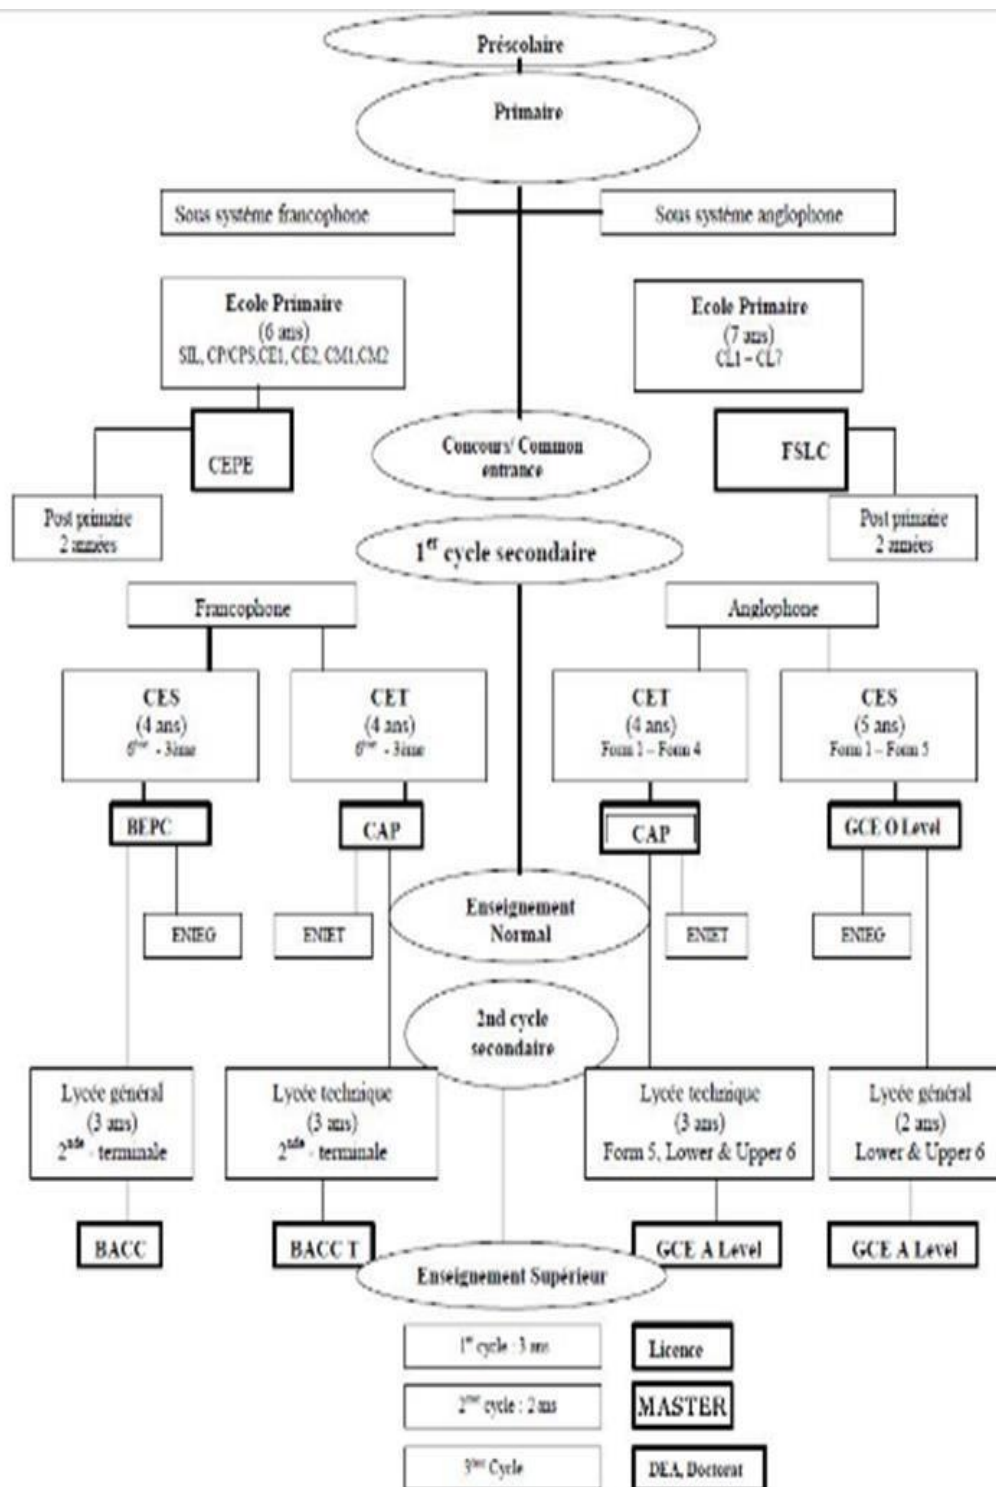 Préscolaire
Primaire
Sous système francophone
Sous système anglophone
Ecole Primaire
(6 ans)
SIL, CP/CPS,CE1, CE2, CM1,CM2
Ecole Primaire
(7 ans)
CL1 – CL7
CEPE
Concours/ Common
entrance
FSLC
Post primaire
2 années
Post primaire
2 années
1er cycle secondaire
Francophone
Anglophone
CES
(4 ans)
6ème - 3ème
CET
(4 ans)
6ème - 3ème
CET
(4 ans)
Form 1 – Form 4
CES
(5 ans)
Form 1 – Form 5
BEPC
CAP
CAP
GCE O Level
Enseignement
Normal
ENIEG
ENIET
ENIET
ENIEG
2nd cycle
secondaire
Lycée général
(3 ans)
2nde - terminale
Lycée technique
(3 ans)
2nde - terminale
Lycée technique
(3 ans)
Form 5, Lower & Upper 6
Lycée général
(2 ans)
Lower & Upper 6
BACC
BACC T
GCE A Level
GCE A Level
Enseignement Supérieur
1er cycle : 3 ans
Licence
2ème cycle : 2 ans
MASTER
3ème Cycle
DEA, Doctorat